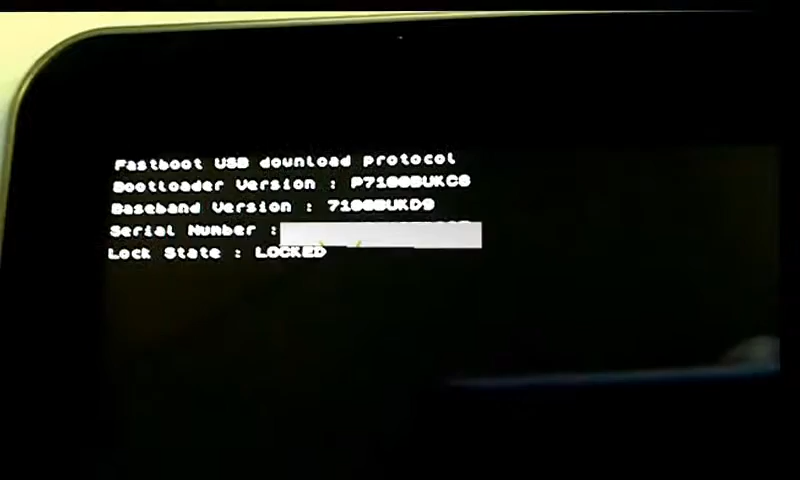 Fastboot USB download protocol
Bootloader Version : P7100BUKC8
Baseband Version : 7100BUKD9
Serial Number :
Lock State : LOCKED